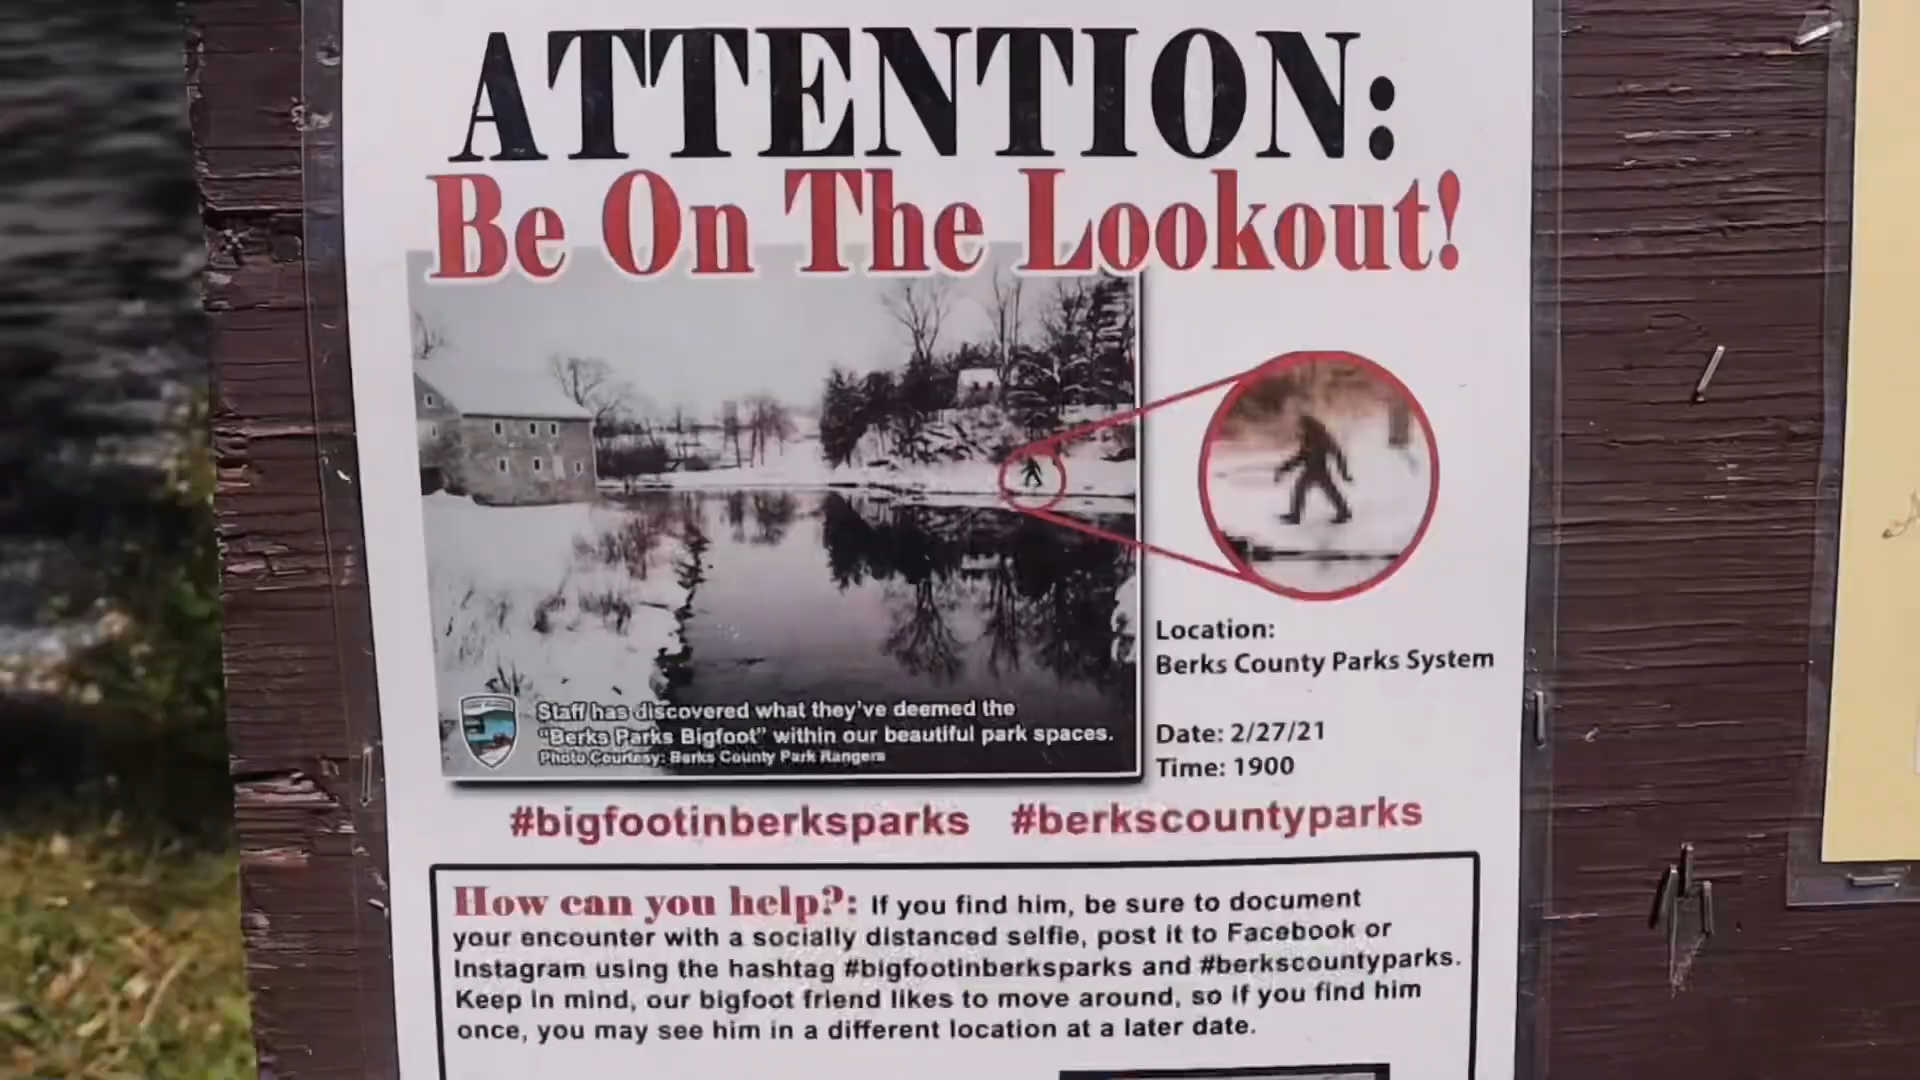 ATTENTION:
Be On The Lookout!
Staff has discovered what they've deemed the
"Berks Parks Bigfoot" within our beautiful park spaces.
Photo Courtesy: Berks County Park Rangers
Location:
Berks County Parks System
Date: 2/27/21
Time: 1900
#bigfootinberksparks #berkscountyparks
How can you help?: If you find him, be sure to document
your encounter with a socially distanced selfie, post it to Facebook or
Instagram using the hashtag #bigfootinberksparks and #berkscountyparks.
Keep in mind, our bigfoot friend likes to move around, so if you find him
once, you may see him in a different location at a later date.